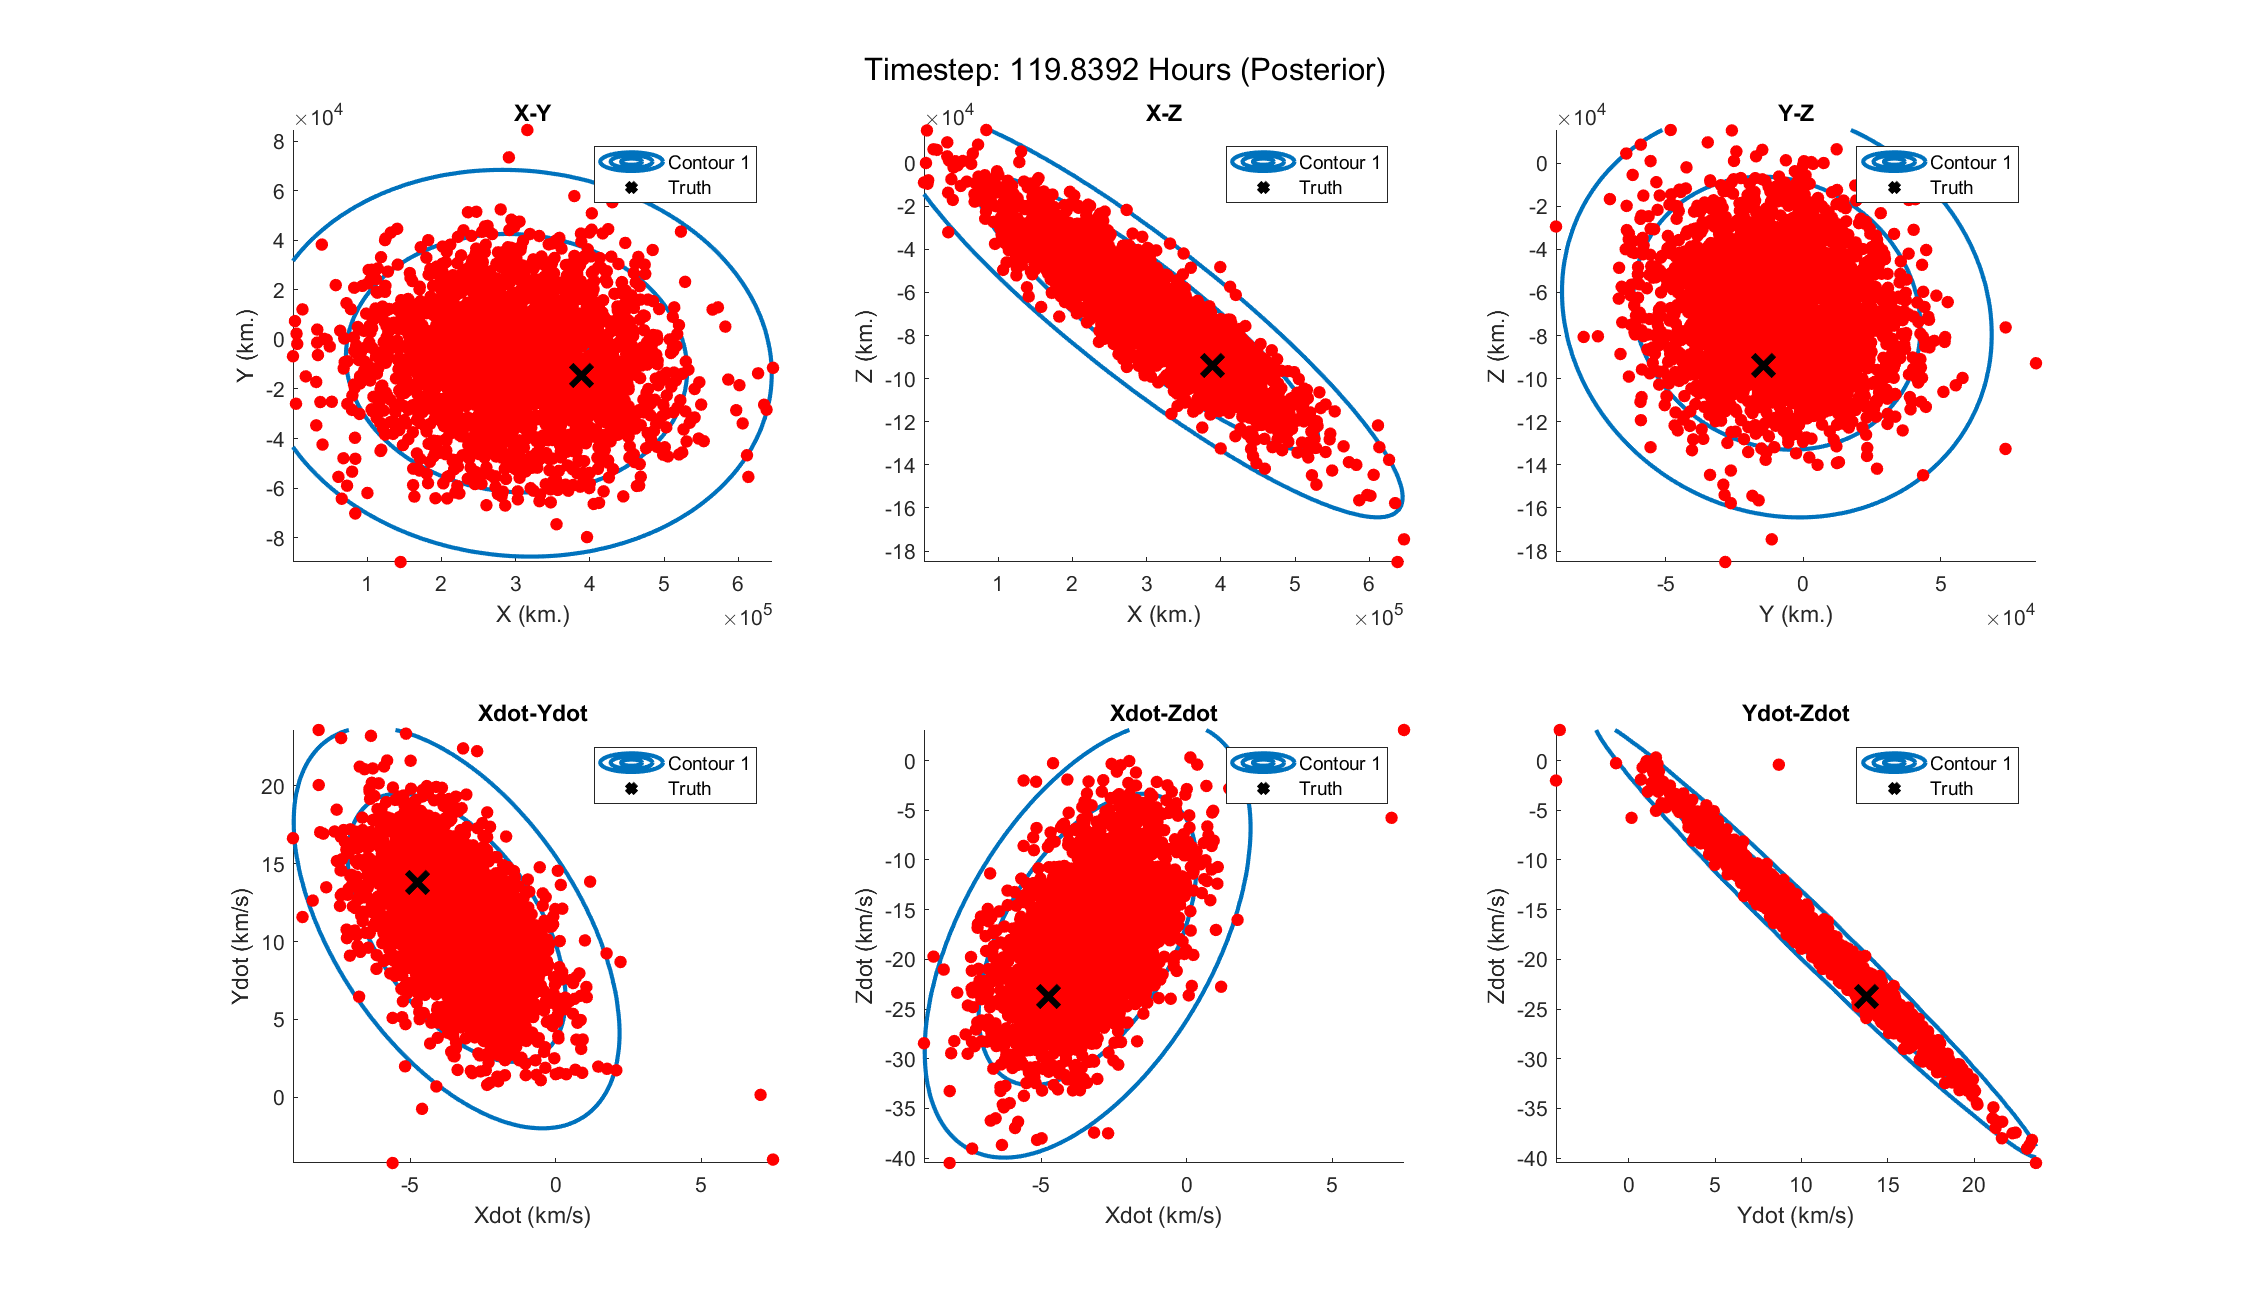 Timestep: 119.8392 Hours (Posterior)
X-Y
×10^4
8
6
4
2
0
-2
-4
-6
-8
Y (km.)
1 2 3 4 5 6
X (km.)
×10^5
Contour 1
Truth
X-Z
×10^4
0
-2
-4
-6
-8
-10
-12
-14
-16
-18
Z (km.)
1 2 3 4 5 6
X (km.)
×10^5
Contour 1
Truth
Y-Z
×10^4
0
-2
-4
-6
-8
-10
-12
-14
-16
-18
Z (km.)
-5 0 5
Y (km.)
×10^4
Contour 1
Truth
Xdot-Ydot
20
15
10
5
0
Ydot (km/s)
-5 0 5
Xdot (km/s)
Contour 1
Truth
Xdot-Zdot
0
-5
-10
-15
-20
-25
-30
-35
-40
Zdot (km/s)
-5 0 5
Xdot (km/s)
Contour 1
Truth
Ydot-Zdot
0
-5
-10
-15
-20
-25
-30
-35
-40
Zdot (km/s)
0 5 10 15 20
Ydot (km/s)
Contour 1
Truth